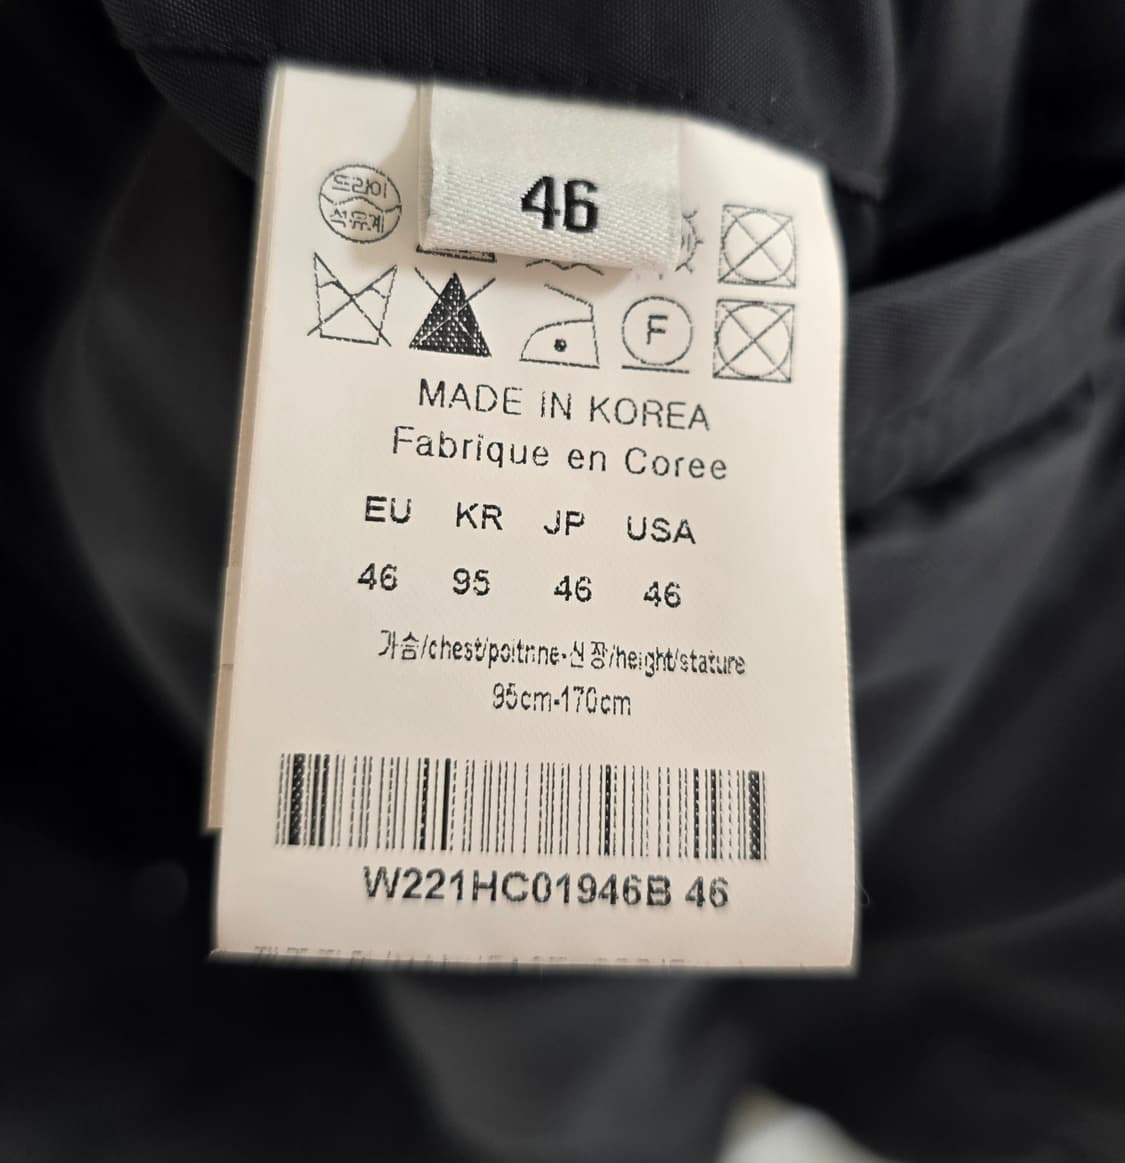 46
드라이
석유계
F
MADE IN KOREA
Fabrique en Coree
EU KR JP USA
46 95 46 46
가슴/chest/poitrine-신장/height/stature
95cm-170cm
W221HC01946B 46